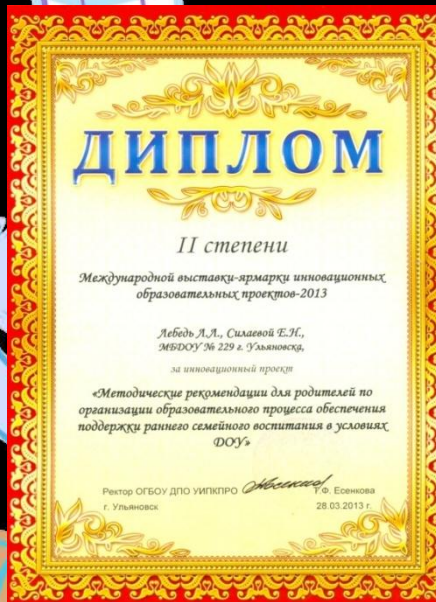 ДИПЛОМ
II степени
Международной выставки-ярмарки инновационных
образовательных проектов-2013
Лебедь Л.Л., Силаевой Е.Н.,
МБДОУ № 229 г. Ульяновска,
за инновационный проект
«Методические рекомендации для родителей по
организации образовательного процесса обеспечения
поддержки раннего семейного воспитания в условиях
ДОУ»
Ректор ОГБОУ ДПО УИПКПРО Т.Ф. Есенкова
г. Ульяновск 28.03.2013 г.